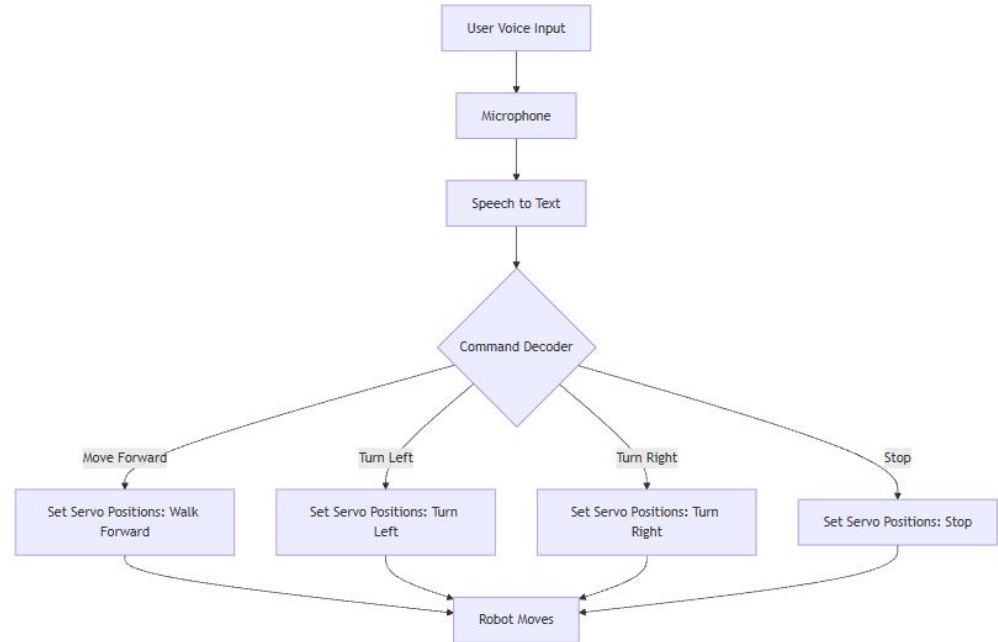 User Voice Input
Microphone
Speech to Text
Command Decoder
Move Forward
Turn Left
Turn Right
Stop
Set Servo Positions: Walk
Forward
Set Servo Positions: Turn
Left
Set Servo Positions: Turn
Right
Set Servo Positions: Stop
Robot Moves